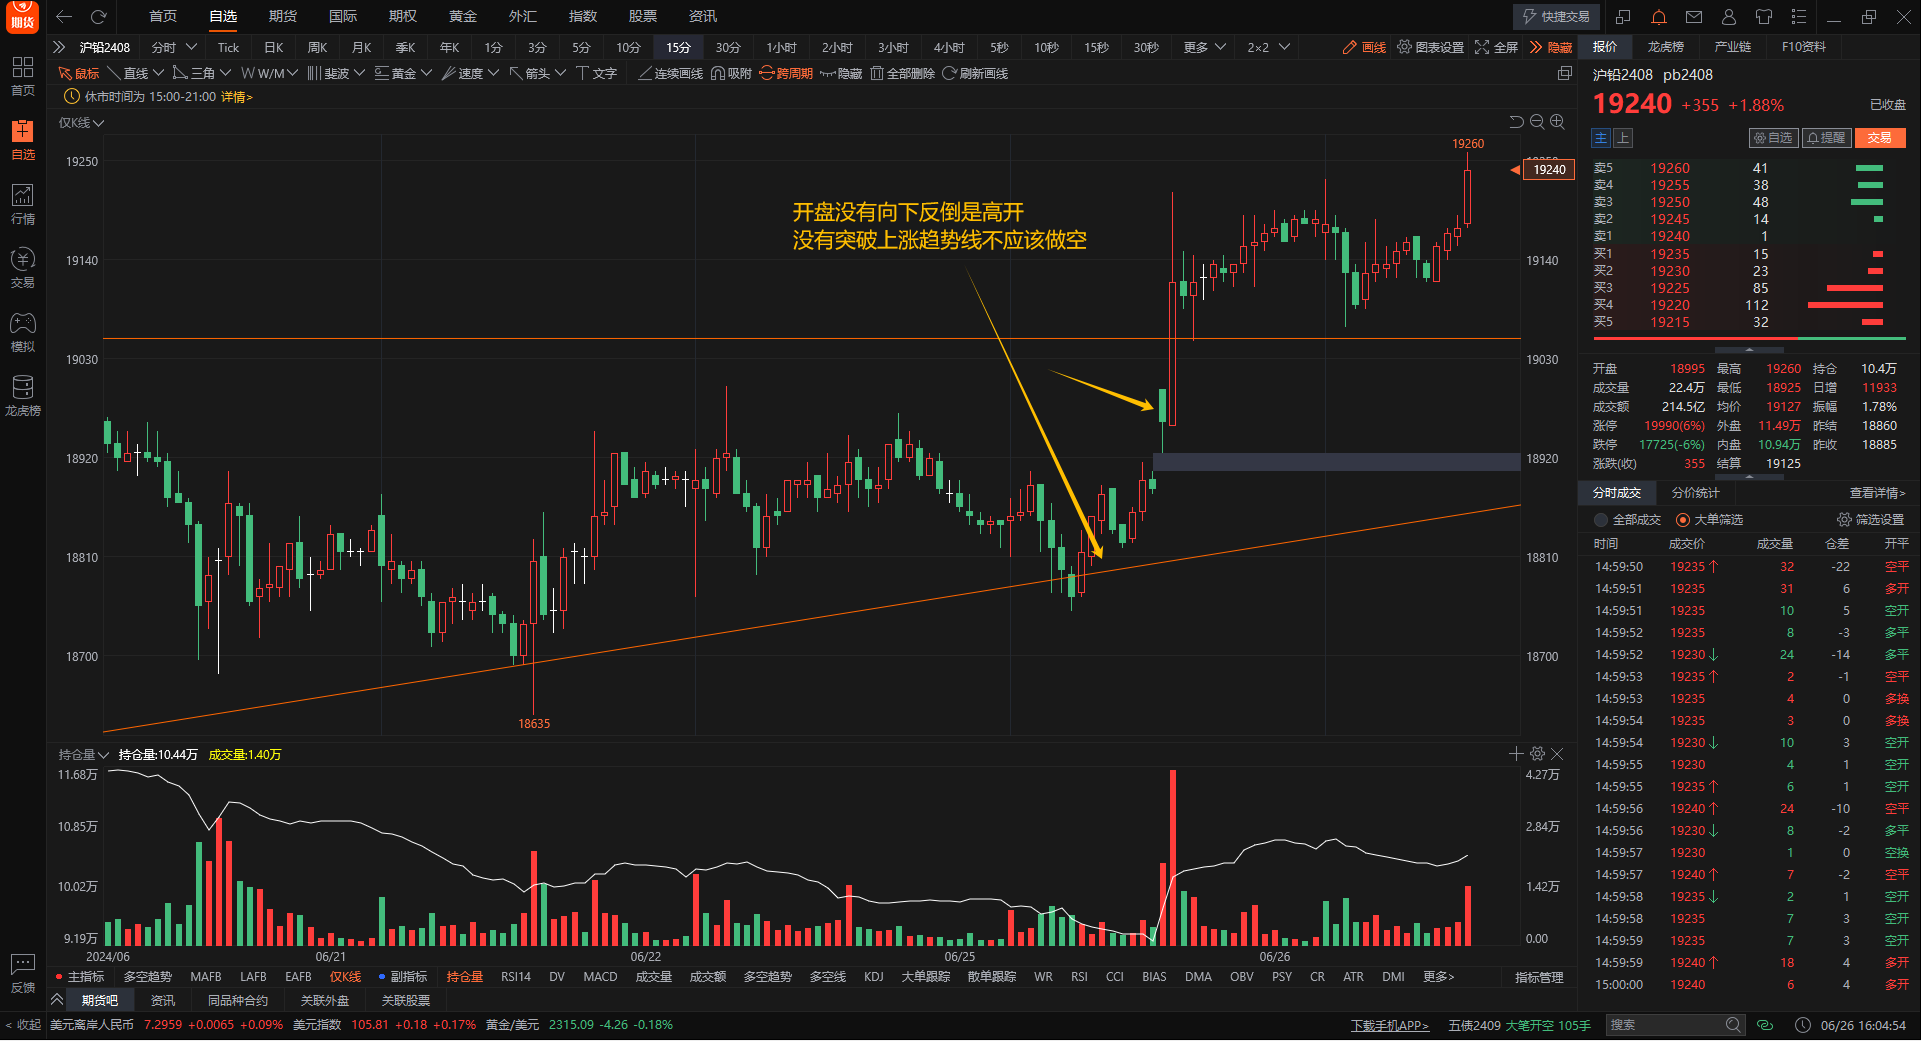 期货
首页 自选 期货 国际 期权 黄金 外汇 指数 股票 资讯
快捷交易
沪铅2408 分时 Tick 日K 周K 月K 季K 年K 1分 3分 5分 10分 15分 30分 1小时 2小时 3小时 4小时 5秒 10秒 15秒 30秒 更多 2×2 画线 图表设置 全屏 隐藏
报价 龙虎榜 产业链 F10资料
鼠标 直线 三角 W/M 斐波 黄金 速度 箭头 文字 连续画线 吸附 跨周期 隐藏 全部删除 刷新画线
休市时间为 15:00-21:00 详情>
仅K线
首页
自选
行情
交易
模拟
龙虎榜
反馈
< 收起
19260
19250
19240
19140 19140
19030 19030
18920 18920
18810 18810
18700 18700
18635
开盘没有向下反倒是高开
没有突破上涨趋势线不应该做空
持仓量 持仓量:10.44万 成交量:1.40万
11.68万 4.27万
10.85万 2.84万
10.02万 1.42万
9.19万 0.00
2024/06 06/21 06/22 06/25 06/26
主指标 多空趋势 MAFB LAFB EAFB 仅K线 副指标 持仓量 RSI14 DV MACD 成交量 成交额 多空趋势 多空线 KDJ 大单跟踪 散单跟踪 WR RSI CCI BIAS DMA OBV PSY CR ATR DMI 更多> 指标管理
期货吧 资讯 同品种合约 关联外盘 关联股票
沪铅2408 pb2408
19240 +355 +1.88% 已收盘
主 上 自选 提醒 交易
卖5 19260 41
卖4 19255 38
卖3 19250 48
卖2 19245 14
卖1 19240 1
买1 19235 15
买2 19230 23
买3 19225 85
买4 19220 112
买5 19215 32
开盘 18995 最高 19260 持仓 10.4万
成交量 22.4万 最低 18925 日增 11933
成交额 214.5亿 均价 19127 振幅 1.78%
涨停 19990(6%) 外盘 11.49万 昨结 18860
跌停 17725(-6%) 内盘 10.94万 昨收 18885
涨跌(收) 355 结算 19125
分时成交 分价统计 查看详情>
全部成交 大单筛选 筛选设置
时间 成交价 成交量 仓差 开平
14:59:50 19235↑ 32 -22 空平
14:59:51 19235 31 6 多开
14:59:51 19235 10 5 空开
14:59:52 19235 8 -3 多平
14:59:52 19230↓ 24 -14 多平
14:59:53 19235↑ 2 -1 空平
14:59:53 19235 4 0 多换
14:59:54 19235 3 0 多换
14:59:54 19230↓ 10 3 空开
14:59:55 19230 4 1 空开
14:59:55 19235↑ 6 1 空开
14:59:56 19240↑ 24 -10 空平
14:59:56 19230↓ 8 -2 多平
14:59:57 19230 1 0 空换
14:59:57 19240↑ 7 -2 空平
14:59:58 19235↓ 2 1 空开
14:59:58 19235 7 3 空开
14:59:59 19235 7 3 空开
14:59:59 19240↑ 18 4 多开
15:00:00 19240 6 4 多开
美元离岸人民币 7.2959 +0.0065 +0.09% 美元指数 105.81 +0.18 +0.17% 黄金/美元 2315.09 -4.26 -0.18%
下载手机APP> 五债2409 大笔开空 105手 搜索 06/26 16:04:54